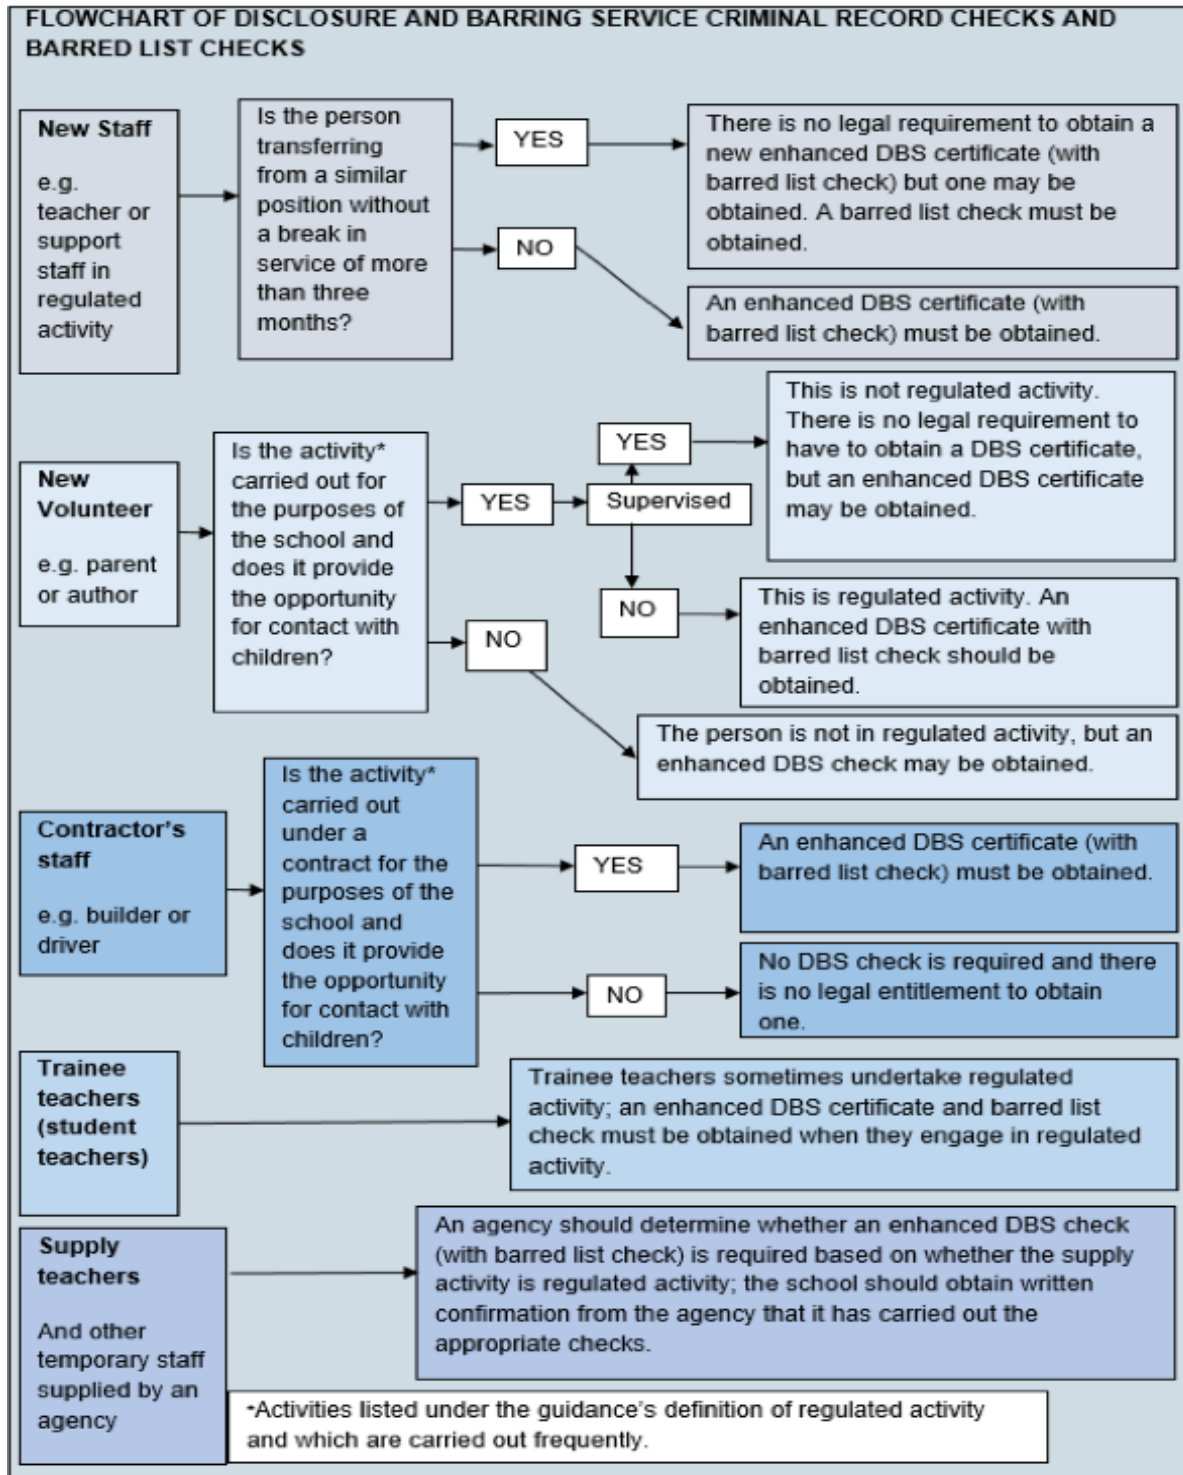 FLOWCHART OF DISCLOSURE AND BARRING SERVICE CRIMINAL RECORD CHECKS AND
BARRED LIST CHECKS
New Staff
e.g.
teacher or
support
staff in
regulated
activity
Is the person
transferring
from a similar
position without
a break in
service of more
than three
months?
YES
There is no legal requirement to obtain a
new enhanced DBS certificate (with
barred list check) but one may be
obtained. A barred list check must be
obtained.
NO
An enhanced DBS certificate (with
barred list check) must be obtained.
New
Volunteer
e.g. parent
or author
Is the activity*
carried out for
the purposes of
the school and
does it provide
the opportunity
for contact with
children?
YES
Supervised
YES
This is not regulated activity.
There is no legal requirement to
have to obtain a DBS certificate,
but an enhanced DBS certificate
may be obtained.
NO
This is regulated activity. An
enhanced DBS certificate with
barred list check should be
obtained.
NO
The person is not in regulated activity, but an
enhanced DBS check may be obtained.
Contractor's
staff
e.g. builder or
driver
Is the activity*
carried out
under a
contract for the
purposes of the
school and
does it provide
the opportunity
for contact with
children?
YES
An enhanced DBS certificate (with
barred list check) must be obtained.
NO
No DBS check is required and there
is no legal entitlement to obtain
one.
Trainee
teachers
(student
teachers)
Trainee teachers sometimes undertake regulated
activity; an enhanced DBS certificate and barred list
check must be obtained when they engage in regulated
activity.
Supply
teachers
And other
temporary staff
supplied by an
agency
An agency should determine whether an enhanced DBS check
(with barred list check) is required based on whether the supply
activity is regulated activity; the school should obtain written
confirmation from the agency that it has carried out the
appropriate checks.
*Activities listed under the guidance's definition of regulated activity
and which are carried out frequently.